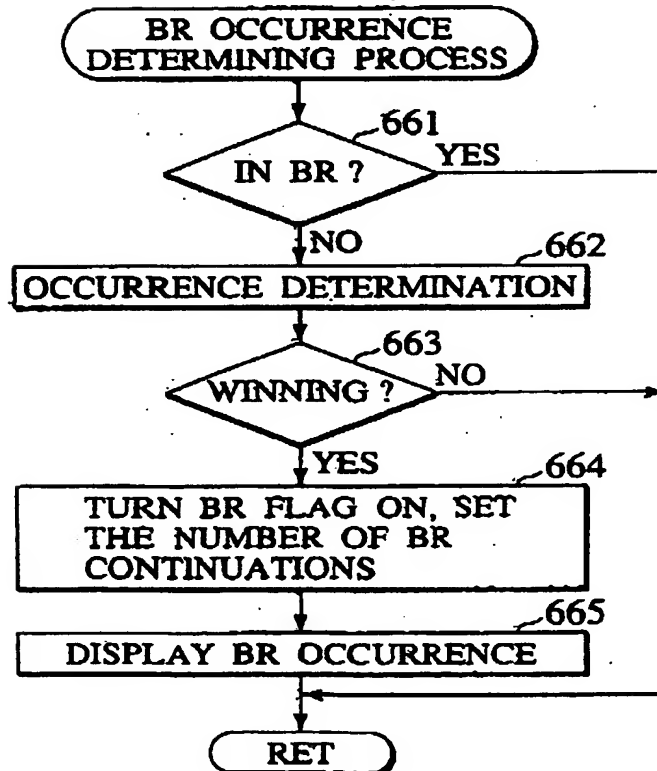 BR OCCURRENCE
DETERMINING PROCESS
661
IN BR ?
YES
NO
662
OCCURRENCE DETERMINATION
663
WINNING ?
NO
YES
664
TURN BR FLAG ON, SET
THE NUMBER OF BR
CONTINUATIONS
665
DISPLAY BR OCCURRENCE
RET